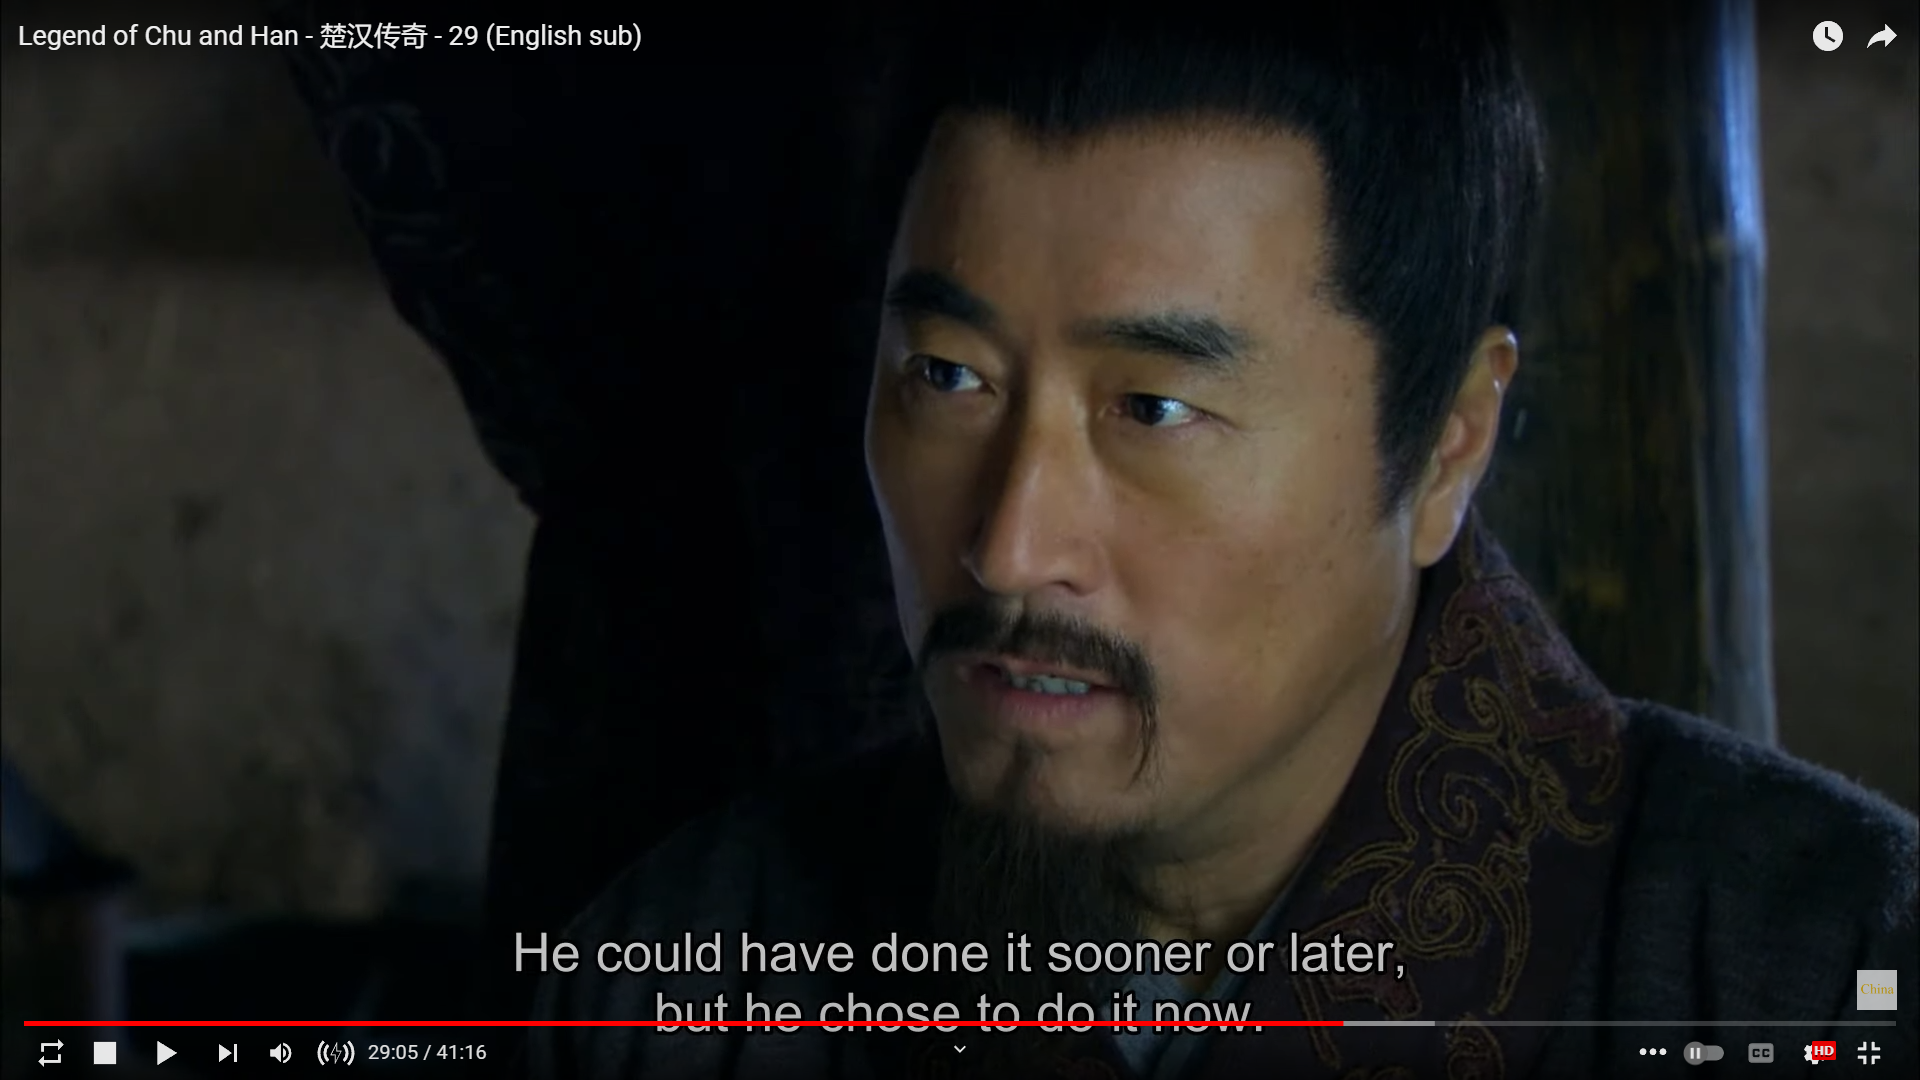 Legend of Chu and Han - 楚汉传奇 - 29 (English sub)
He could have done it sooner or later,
but he chose to do it now.
China
29:05 / 41:16
CC
HD